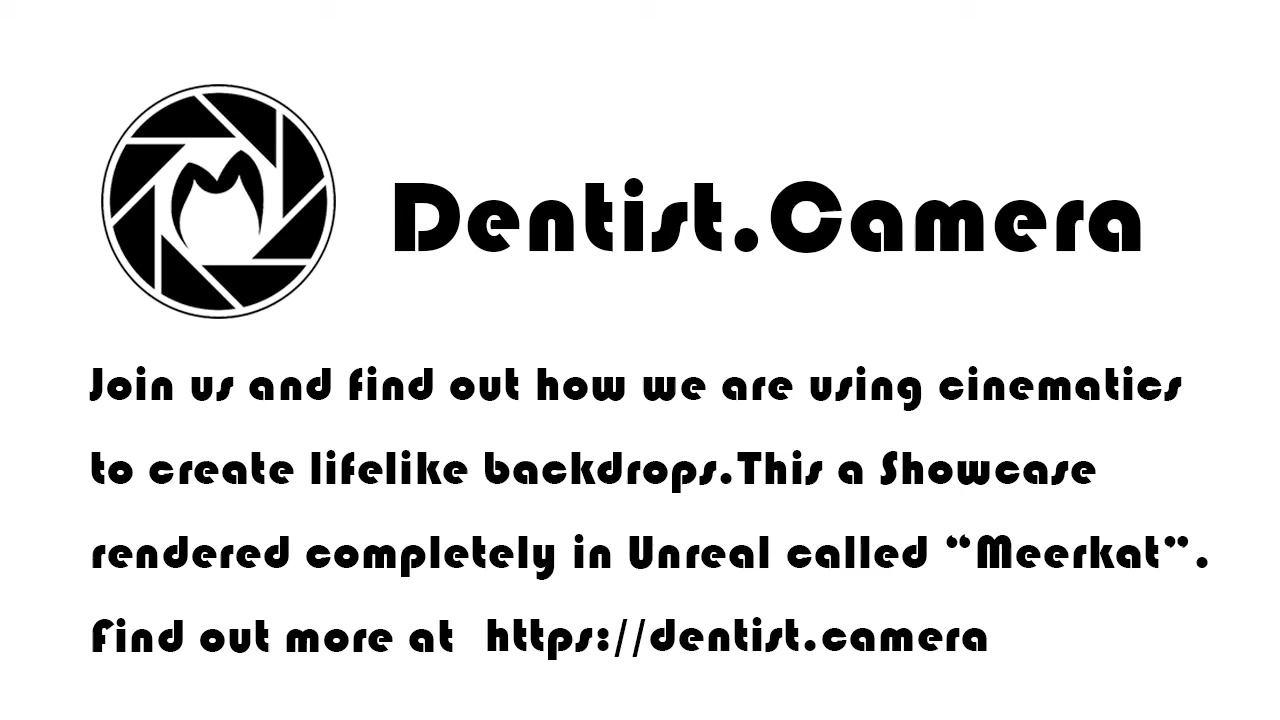 Dentist.Camera
Join us and find out how we are using cinematics
to create lifelike backdrops.This a Showcase
rendered completely in Unreal called “Meerkat”.
Find out more at https://dentist.camera